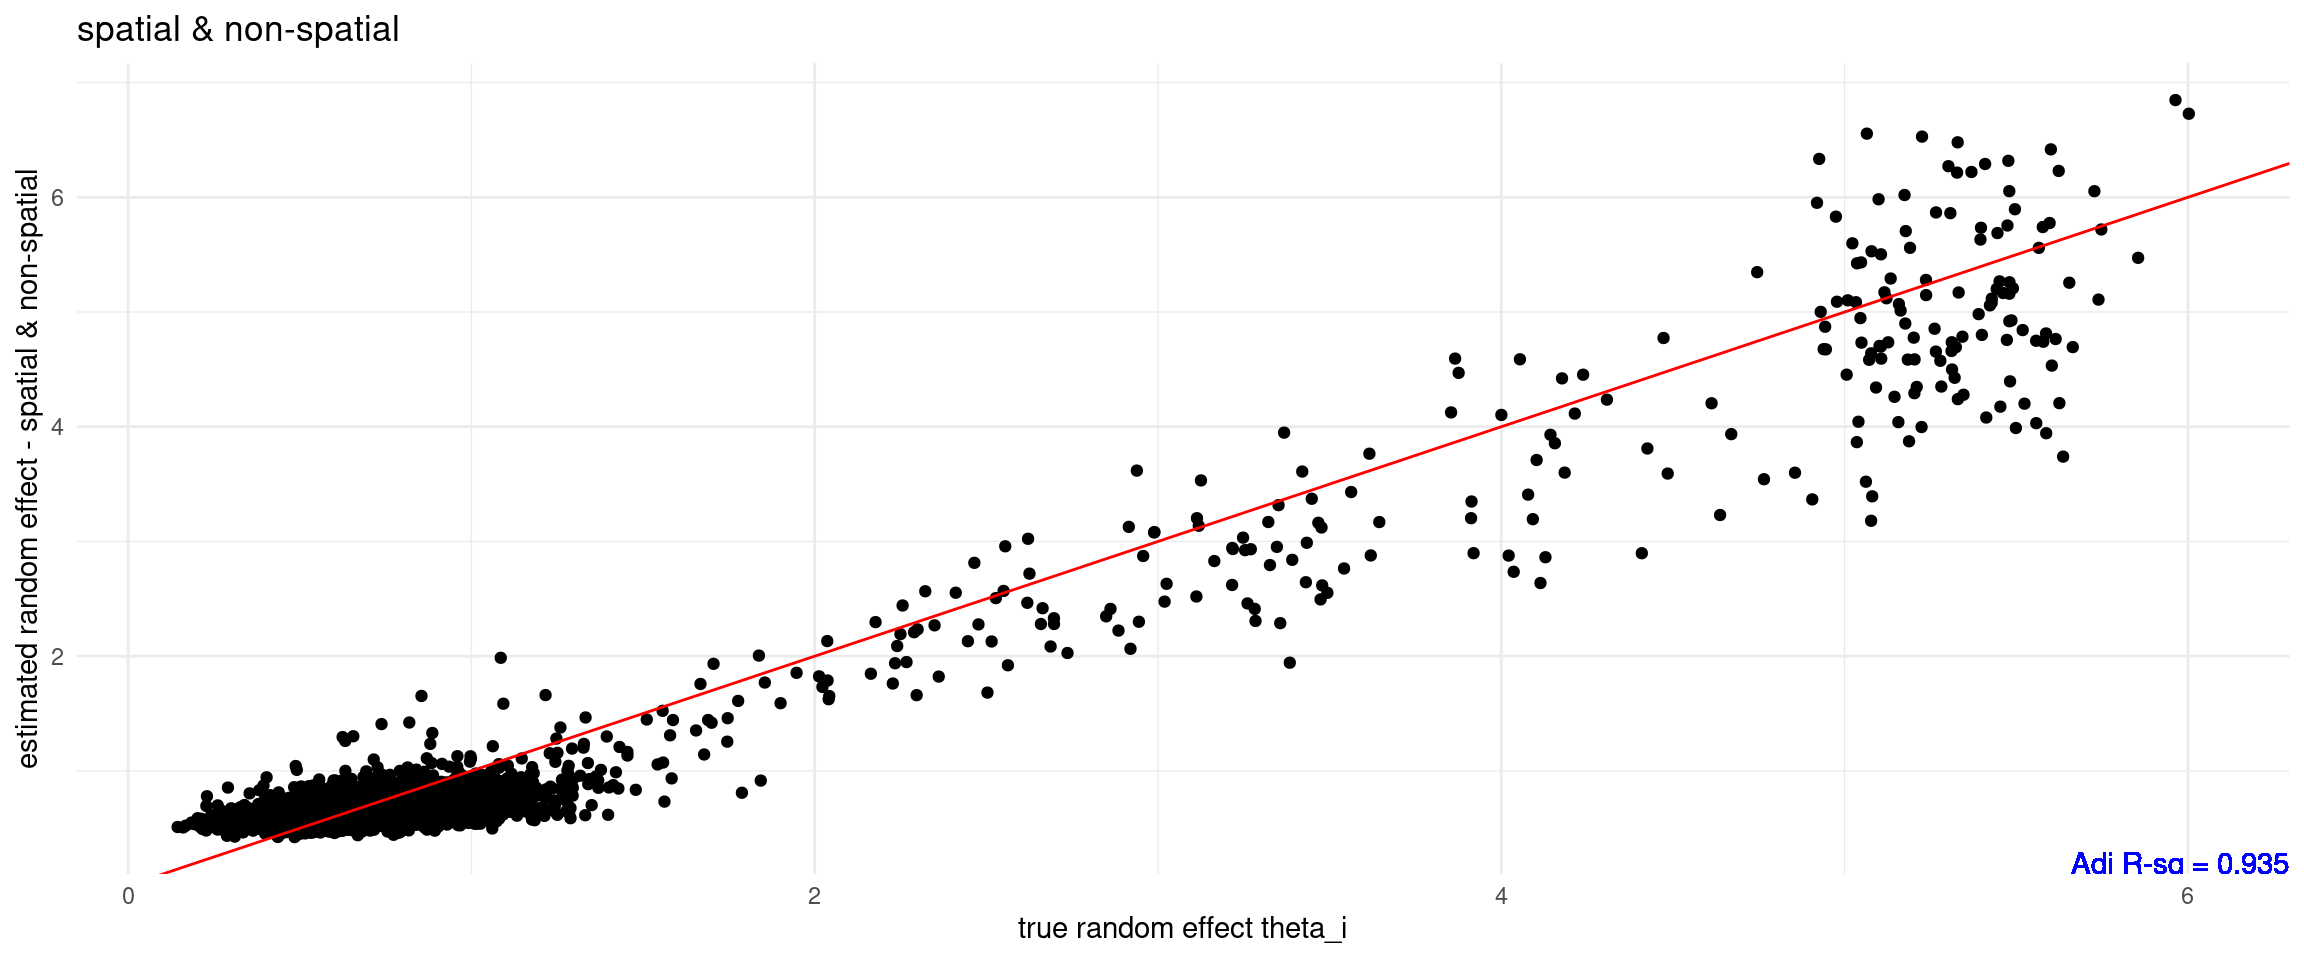 spatial & non-spatial
estimated random effect - spatial & non-spatial
6
4
2
Adj R-sq = 0.935
0 2 4 6
true random effect theta_i